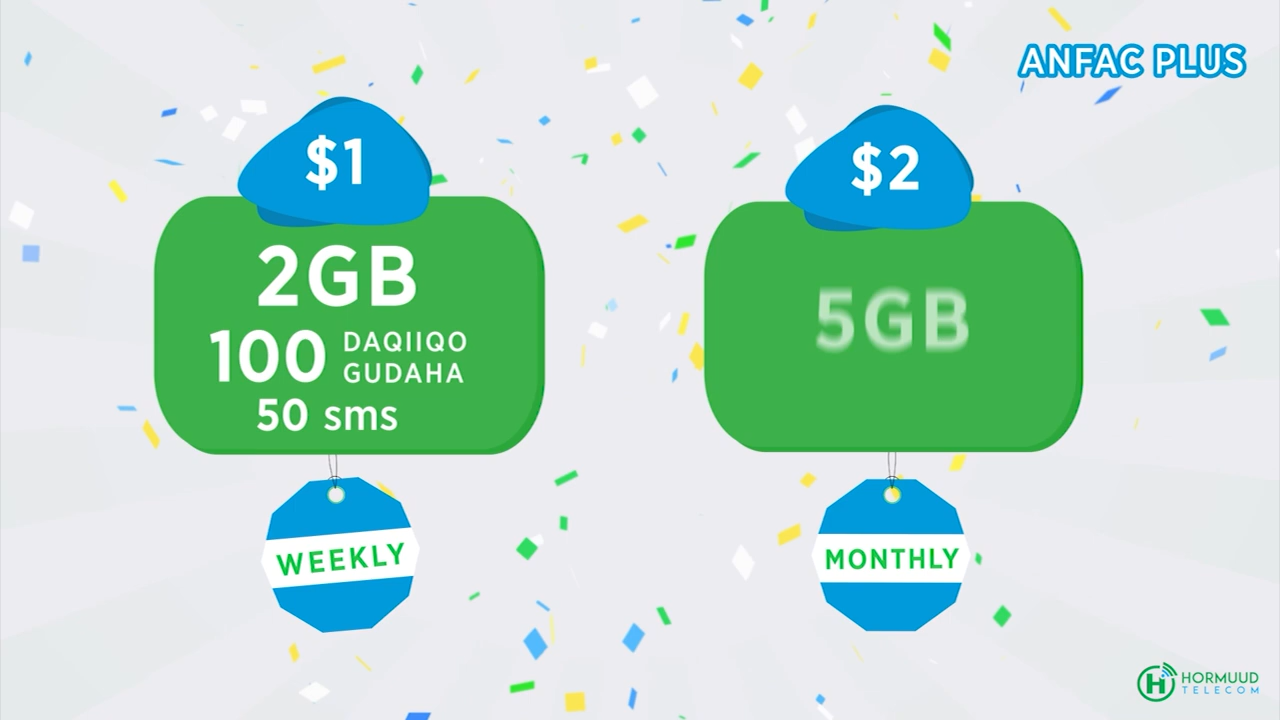 ANFAC PLUS
$1
2GB
100 DAQIIQO
GUDAHA
50 sms
WEEKLY
$2
5GB
MONTHLY
HORMUUD
TELECOM